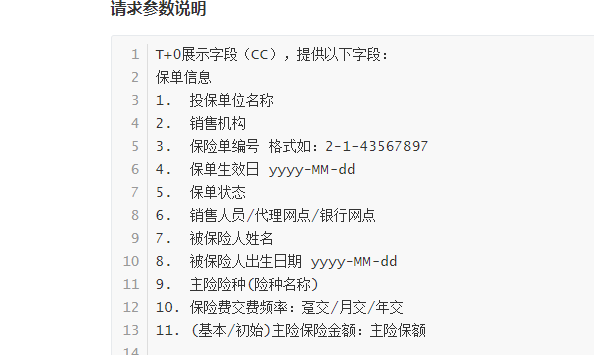 请求参数说明
1 T+0展示字段（CC），提供以下字段：
2 保单信息
3 1. 投保单位名称
4 2. 销售机构
5 3. 保险单编号 格式如：2-1-43567897
6 4. 保单生效日 yyyy-MM-dd
7 5. 保单状态
8 6. 销售人员/代理网点/银行网点
9 7. 被保险人姓名
10 8. 被保险人出生日期 yyyy-MM-dd
11 9. 主险险种(险种名称)
12 10. 保险费交费频率：趸交/月交/年交
13 11. (基本/初始)主险保险金额：主险保额
14